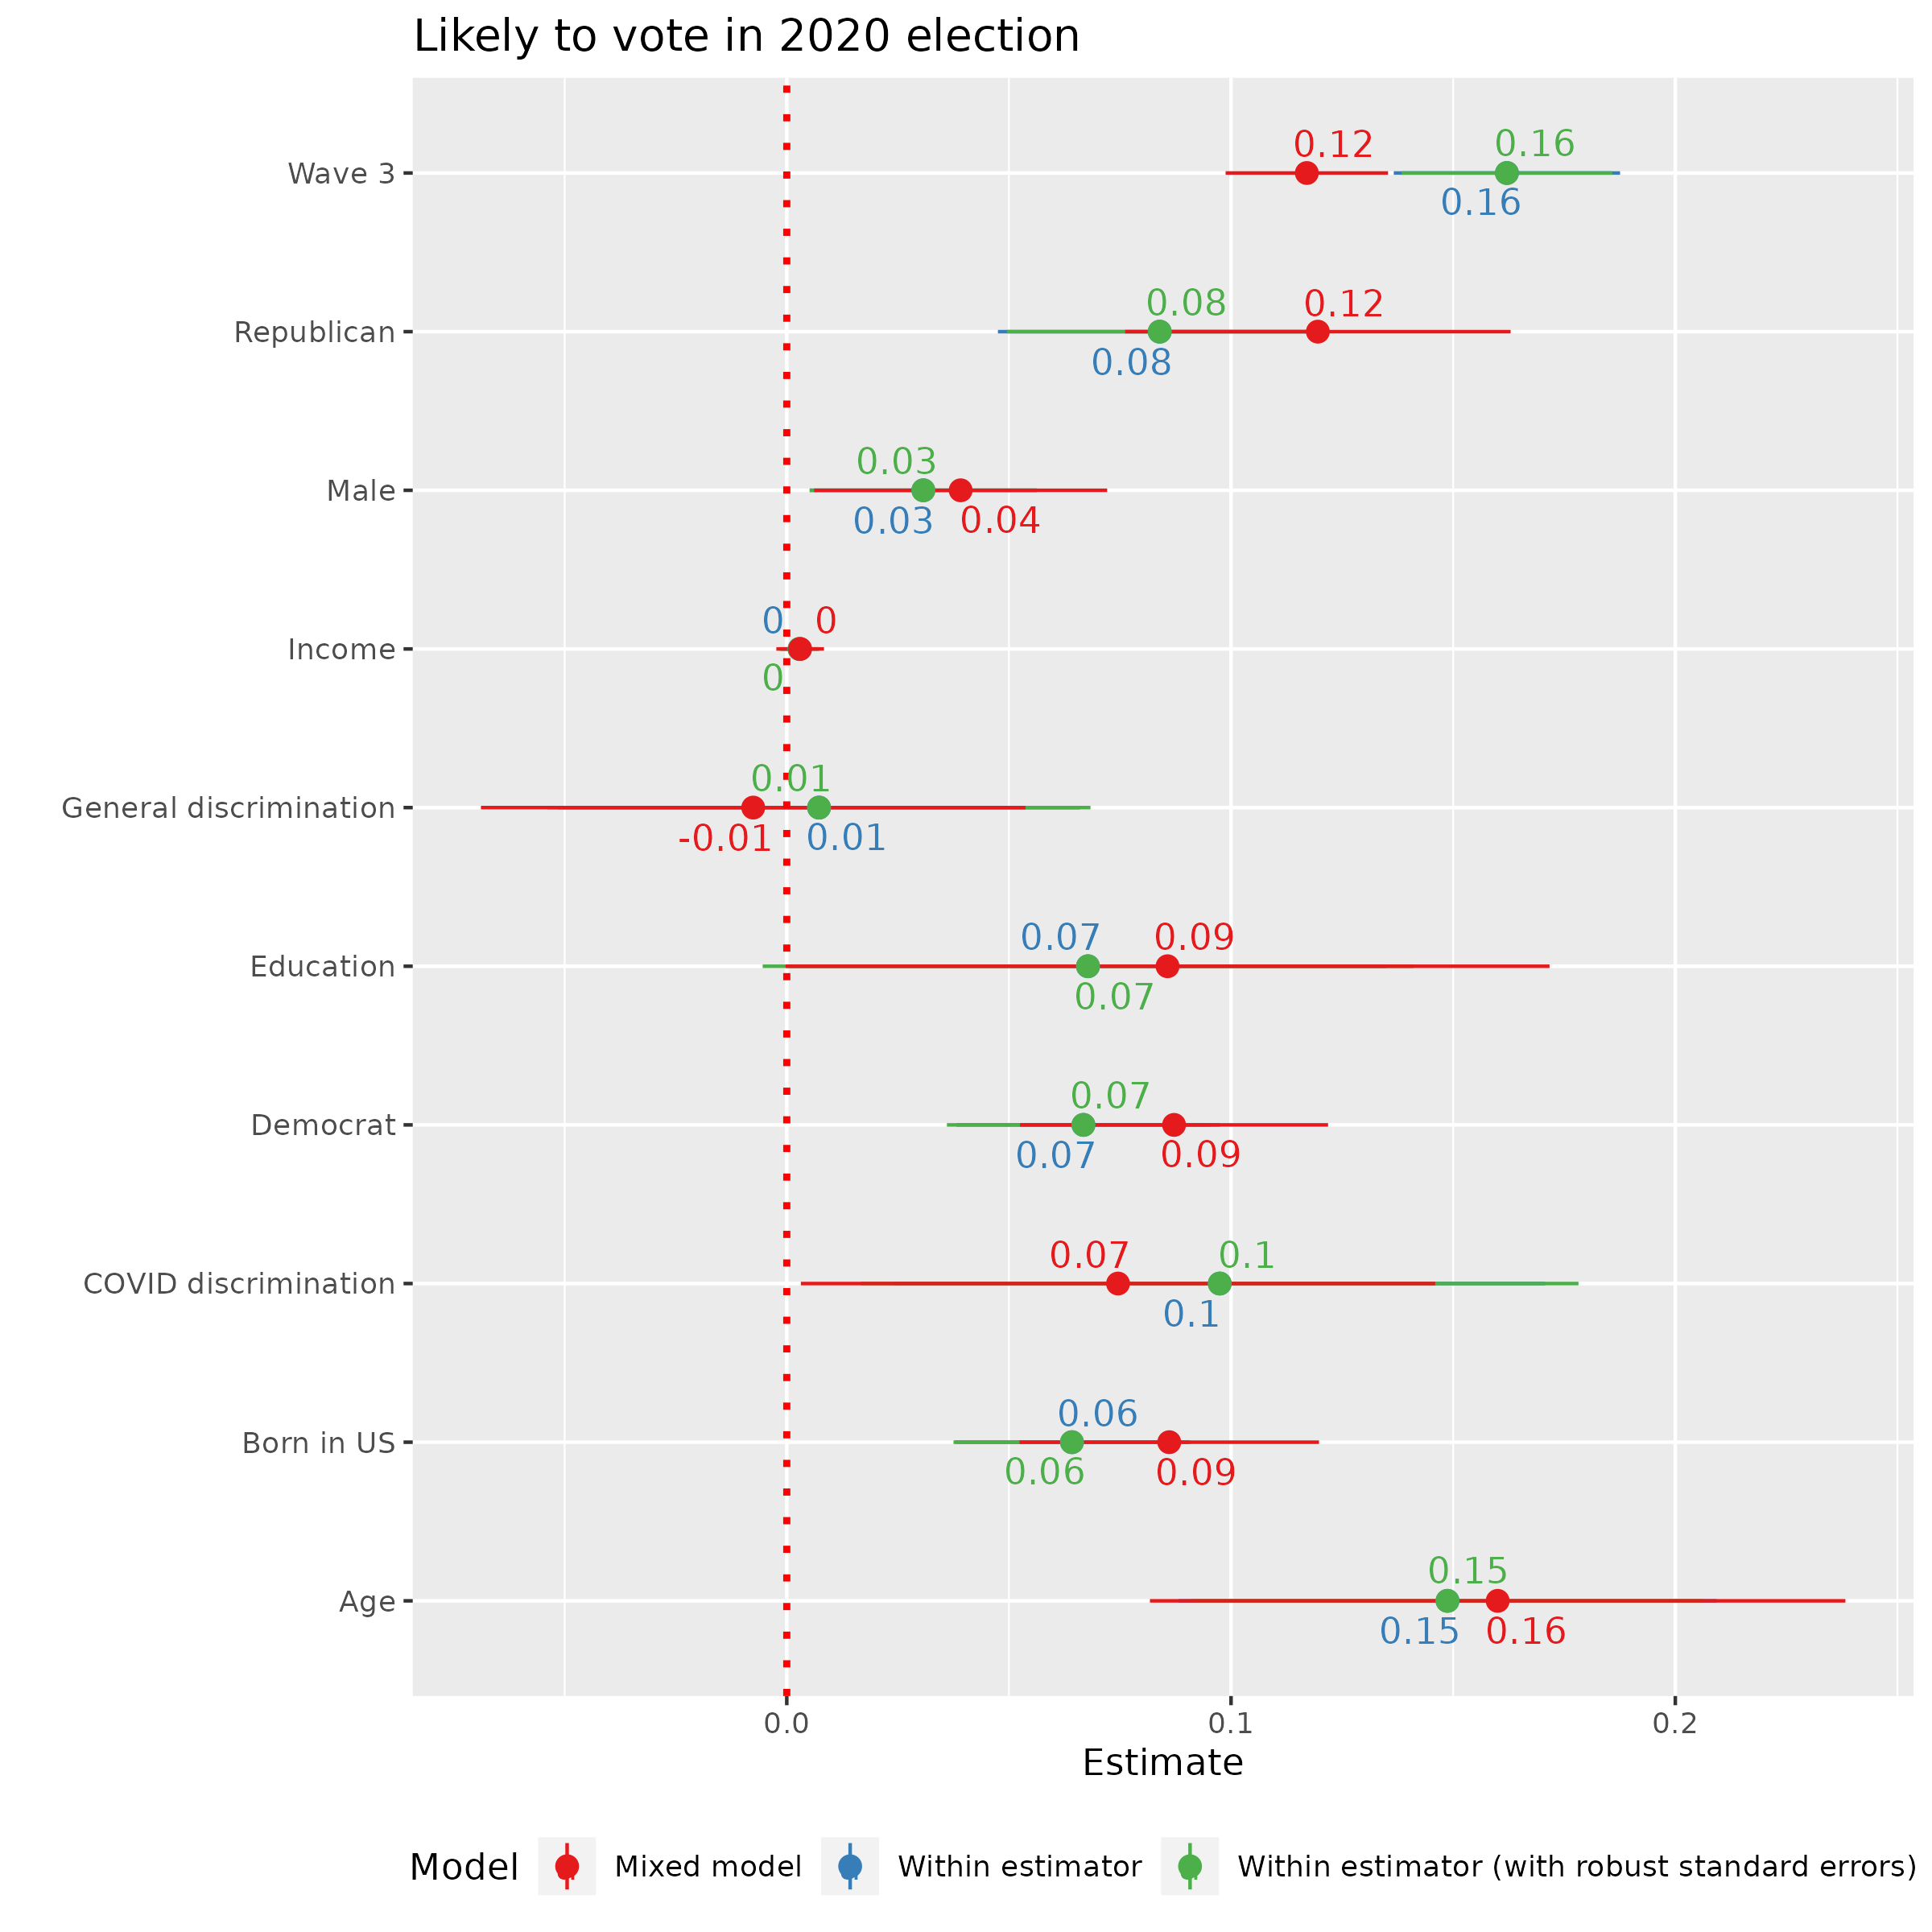 Likely to vote in 2020 election
Wave 3
0.12
0.16
0.16
Republican
0.08
0.12
0.08
Male
0.03
0.03
0.04
Income
0
0
0
General discrimination
0.01
-0.01
0.01
Education
0.07
0.09
0.07
Democrat
0.07
0.07
0.09
COVID discrimination
0.07
0.1
0.1
Born in US
0.06
0.06
0.09
Age
0.15
0.15
0.16
0.0
0.1
0.2
Estimate
Model
Mixed model
Within estimator
Within estimator (with robust standard errors)